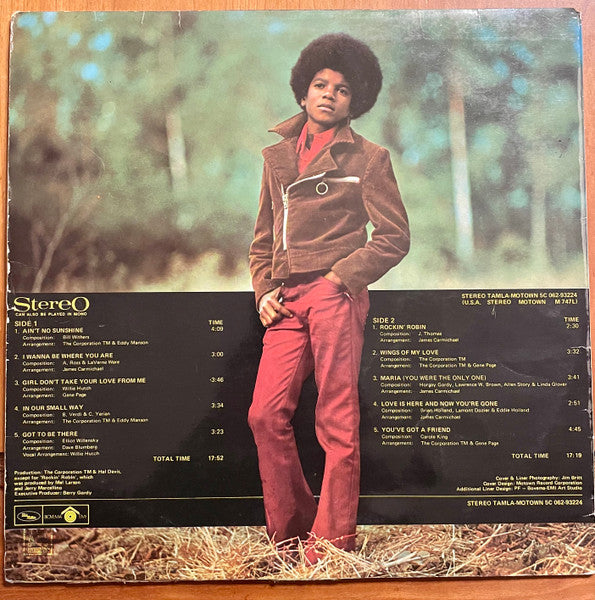 StereO
CAN ALSO BE PLAYED IN MONO
STEREO TAMLA-MOTOWN 5C 062-93224
(U.S.A. STEREO MOTOWN M 747L)
SIDE 1 TIME
1. AIN'T NO SUNSHINE 4:09
Composition: Bill Withers
Arrangement: The Corporation TM & Eddy Manson
2. I WANNA BE WHERE YOU ARE
Composition: A. Ross & LaVerne Ware 3:00
Arrangement: James Carmichael
3. GIRL DON'T TAKE YOUR LOVE FROM ME
Composition: Willie Hutch 3:46
Arrangement: Gene Page
4. IN OUR SMALL WAY
Composition: B. Verdi & C. Yarian 3:34
Arrangement: The Corporation TM & Eddy Manson
5. GOT TO BE THERE 3:23
Composition: Elliot Willensky
Arrangement: Dave Blumberg
Vocal Arrangement: Willie Hutch
TOTAL TIME 17:52
Production: The Corporation TM & Hal Davis,
except for 'Rockin' Robin', which
was produced by Mel Larson
and Jerry Marcellino
Executive Producer: Berry Gordy
SIDE 2 TIME
1. ROCKIN' ROBIN 2:30
Composition: J. Thomas
Arrangement: James Carmichael
2. WINGS OF MY LOVE 3:32
Composition: The Corporation TM
Arrangement: The Corporation TM & Gene Page
3. MARIA (YOU WERE THE ONLY ONE) 3:41
Composition: Horgay Gordy, Lawrence W. Brown, Allen Story & Linda Glover
Arrangement: James Carmichael
4. LOVE IS HERE AND NOW YOU'RE GONE 2:51
Composition: Brian Holland, Lamont Dozier & Eddie Holland
Arrangement: James Carmichael
5. YOU'VE GOT A FRIEND 4:45
Composition: Carole King
Arrangement: The Corporation TM & Gene Page
TOTAL TIME 17:19
Cover & Liner Photography: Jim Britt
Cover Design: Motown Record Corporation
Additional Liner Design: PF - Bovema-EMI Art Studio
STEREO TAMLA-MOTOWN 5C 062-93224